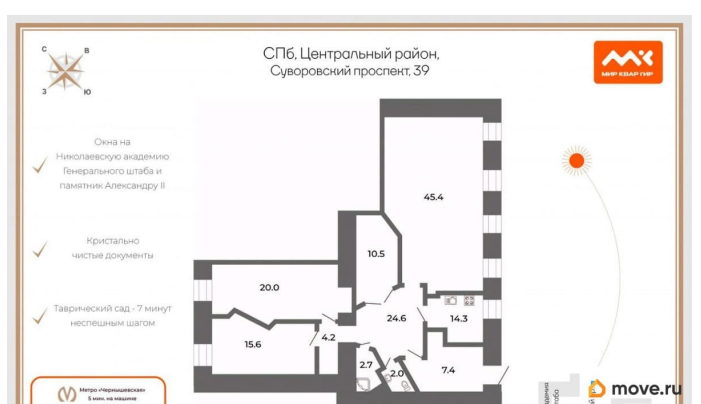 СПб, Центральный район,
Суворовский проспект, 39
С
В
З
Ю
МИР КВАРТИР
Окна на
Николаевскую академию
Генерального штаба и
памятник Александру II
Кристально
чистые документы
Таврический сад - 7 минут
неспешным шагом
Метро «Чернышевская»
5 мин. на машине
45.4
10.5
20.0
24.6
14.3
15.6
4.2
2.7
2.0
7.4
move.ru